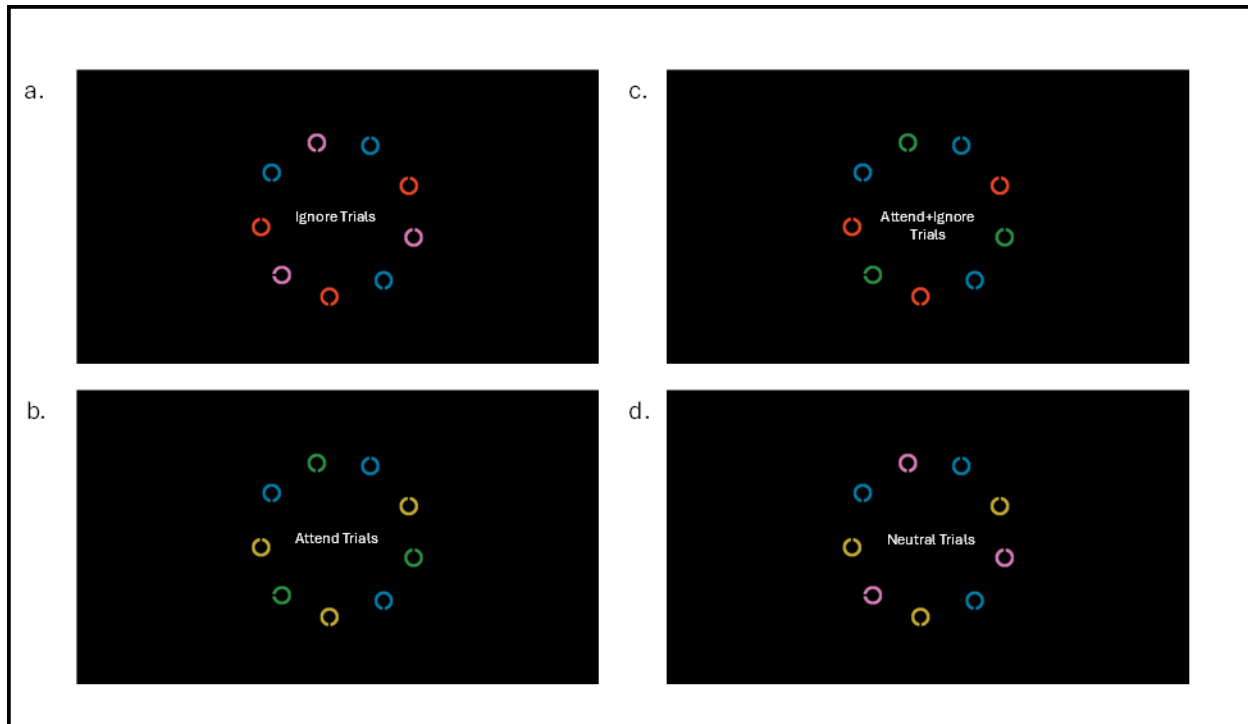 a.
Ignore Trials
b.
Attend Trials
c.
Attend+Ignore
Trials
d.
Neutral Trials